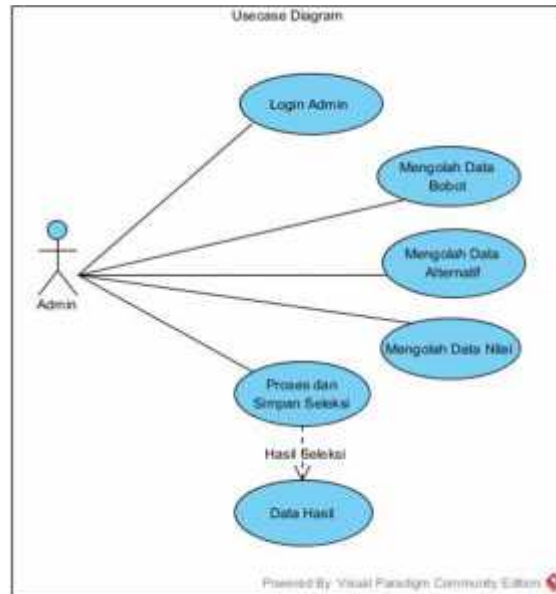 Usecase Diagram
Login Admin
Mengolah Data
Bobot
Mengolah Data
Alternatif
Admin
Mengolah Data Nilai
Proses dan
Simpan Seleksi
Hasil Seleksi
Data Hasil
Powered By Visual Paradigm Community Edition